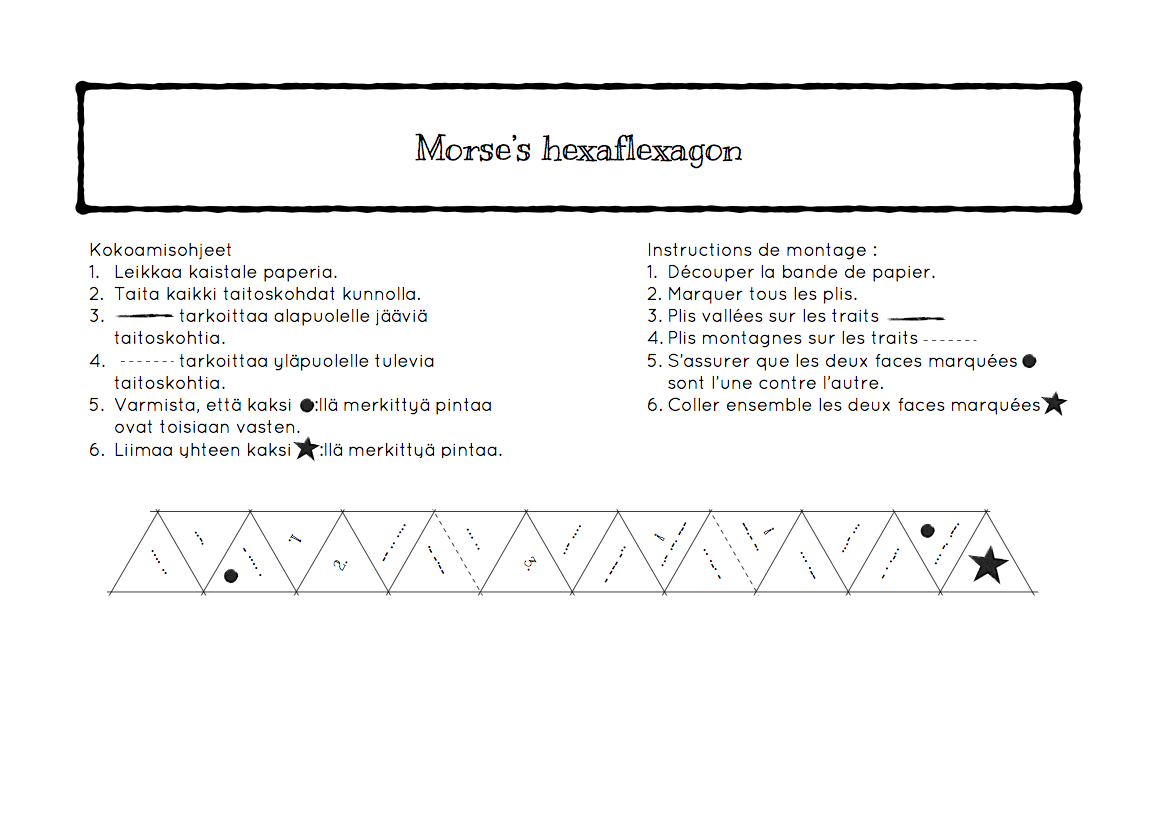 Morse's hexaflexagon
Kokoamisohjeet
1. Leikkaa kaistale paperia.
2. Taita kaikki taitoskohdat kunnolla.
3. tarkoittaa alapuolelle jääviä
taitoskohtia.
4. ------- tarkoittaa yläpuolelle tulevia
taitoskohtia.
5. Varmista, että kaksi ●:llä merkittyä pintaa
ovat toisiaan vasten.
6. Liimaa yhteen kaksi ★:llä merkittyä pintaa.
Instructions de montage :
1. Découper la bande de papier.
2. Marquer tous les plis.
3. Plis vallées sur les traits
4. Plis montagnes sur les traits -------
5. S'assurer que les deux faces marquées ●
sont l'une contre l'autre.
6. Coller ensemble les deux faces marquées ★
2.
3.